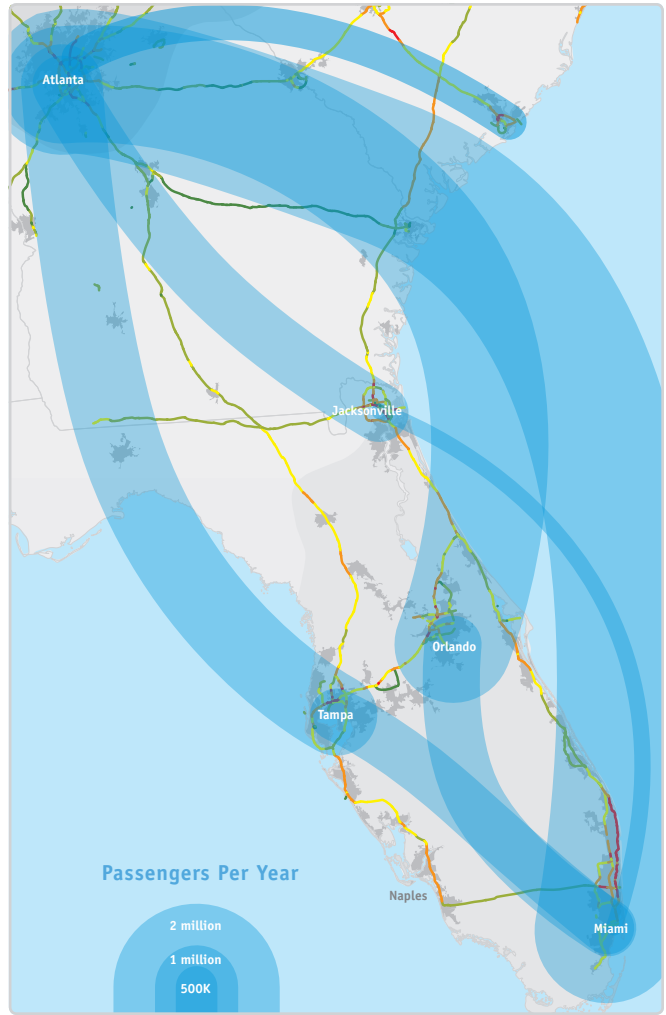 Atlanta
Jacksonville
Orlando
Tampa
Passengers Per Year
Naples
2 million
Miami
1 million
500K